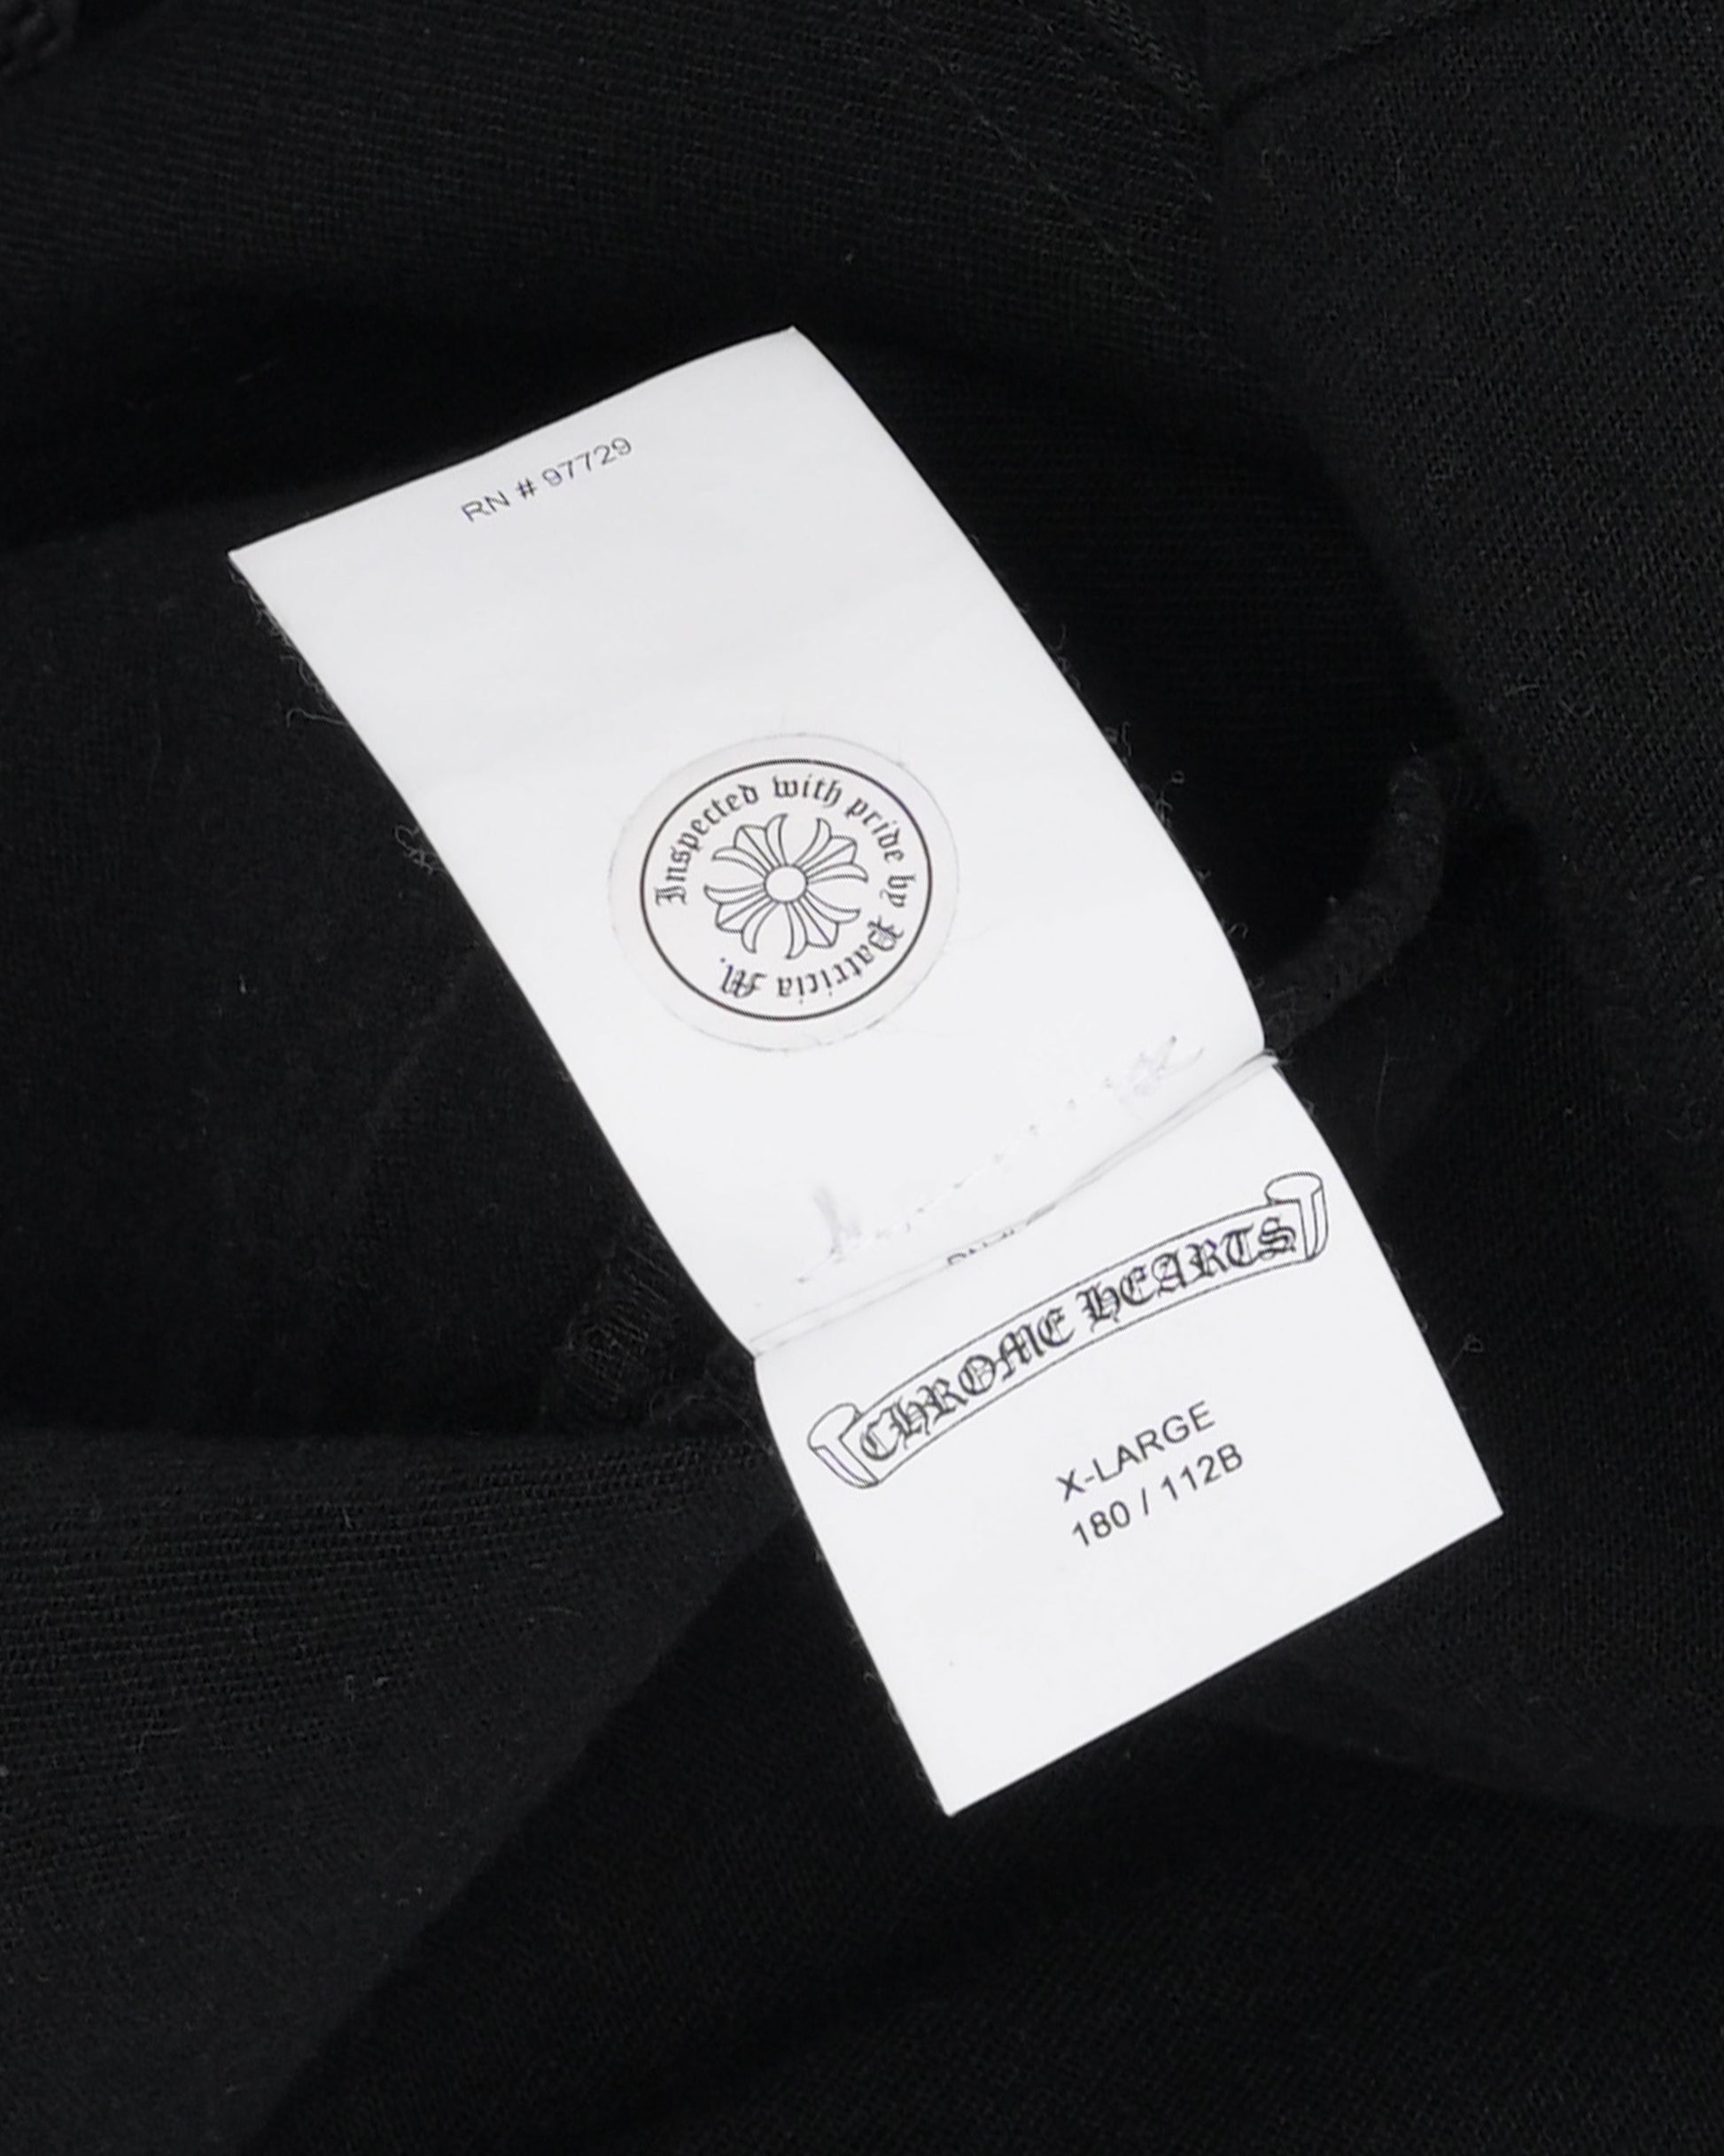 RN # 97729
Inspected with pride by Patricia M.
CHROME HEARTS
X-LARGE
180 / 112B